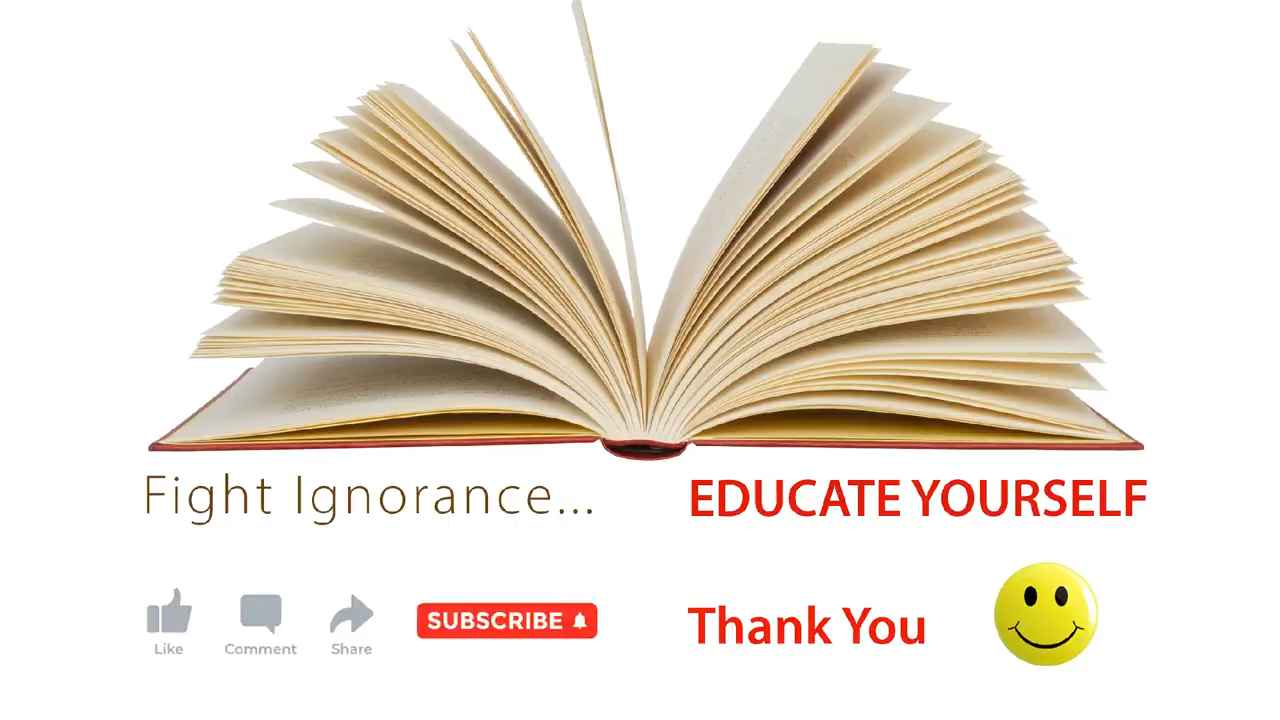 Fight Ignorance...
EDUCATE YOURSELF
Like
Comment
Share
SUBSCRIBE
Thank You